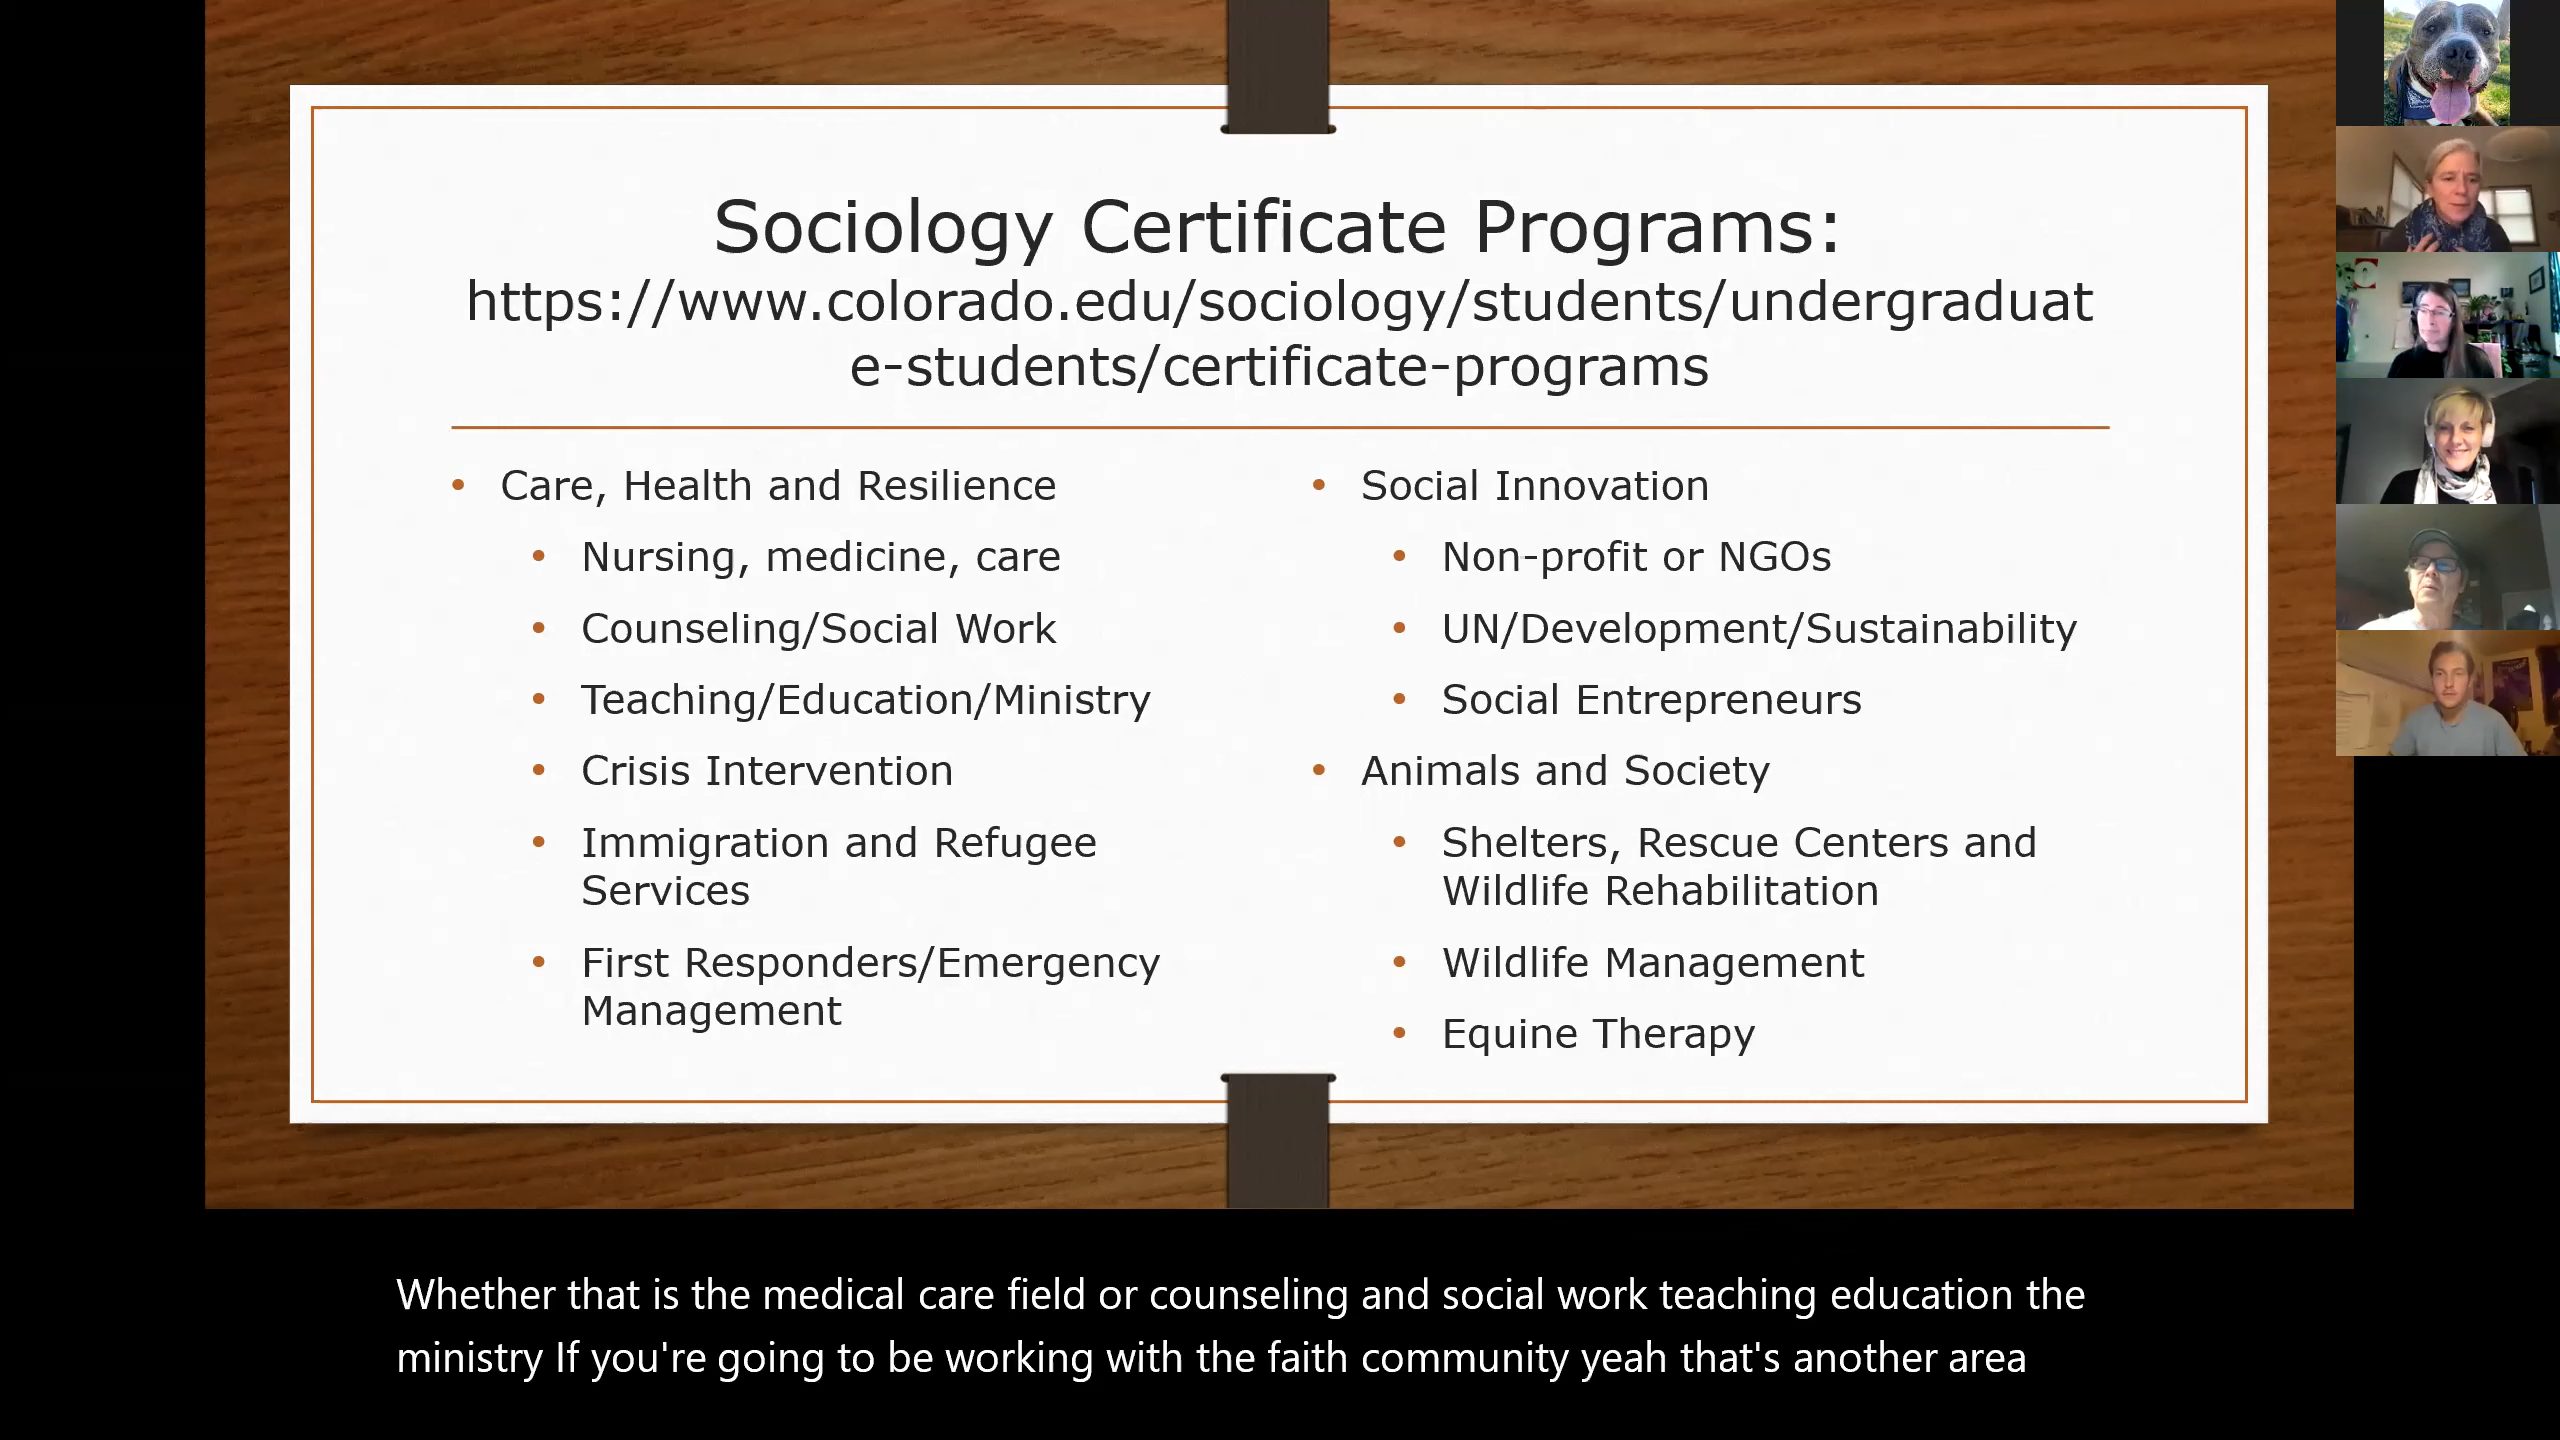 Sociology Certificate Programs:
https://www.colorado.edu/sociology/students/undergraduat
e-students/certificate-programs
• Care, Health and Resilience
• Nursing, medicine, care
• Counseling/Social Work
• Teaching/Education/Ministry
• Crisis Intervention
• Immigration and Refugee
Services
• First Responders/Emergency
Management
• Social Innovation
• Non-profit or NGOs
• UN/Development/Sustainability
• Social Entrepreneurs
• Animals and Society
• Shelters, Rescue Centers and
Wildlife Rehabilitation
• Wildlife Management
• Equine Therapy
Whether that is the medical care field or counseling and social work teaching education the
ministry If you're going to be working with the faith community yeah that's another area